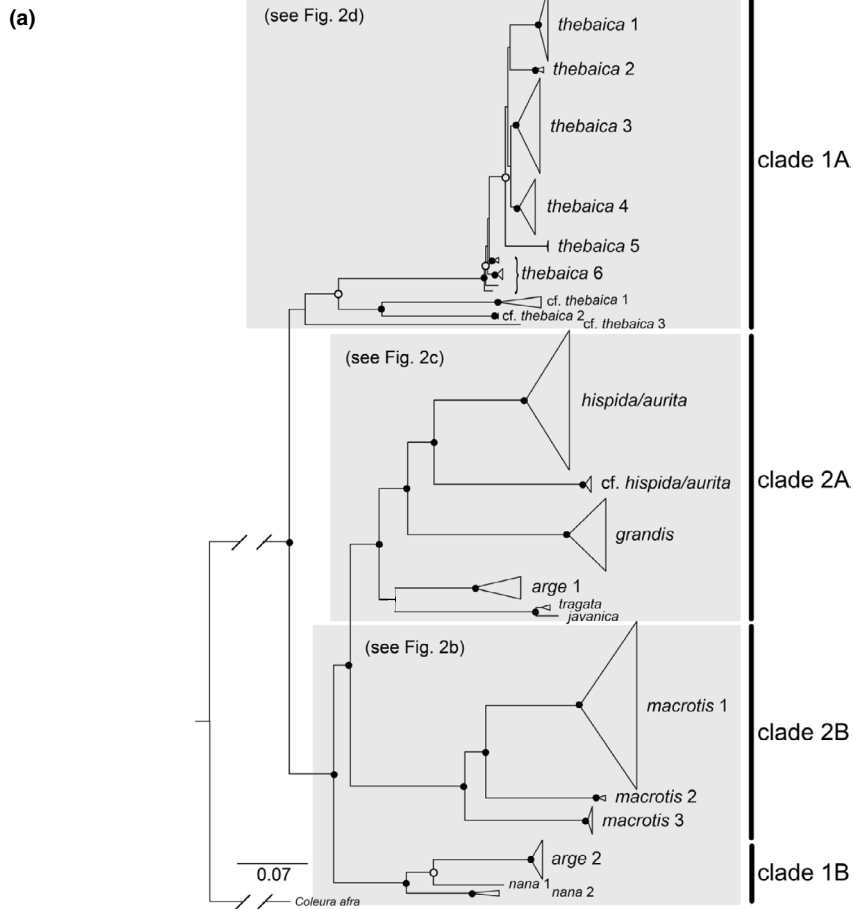 (a)
(see Fig. 2d)
thebaica 1
thebaica 2
thebaica 3
clade 1A
thebaica 4
thebaica 5
thebaica 6
cf. thebaica 1
cf. thebaica 2
cf. thebaica 3
(see Fig. 2c)
hispida/aurita
cf. hispida/aurita
clade 2A
grandis
arge 1
tragata
javanica
(see Fig. 2b)
macrotis 1
clade 2B
macrotis 2
macrotis 3
arge 2
0.07
nana 1
nana 2
clade 1B
Coleura afra